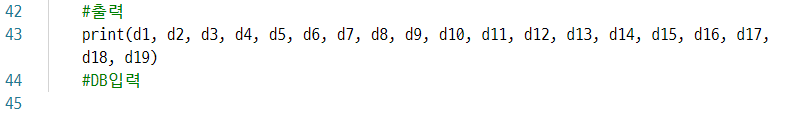 42 #출력
43 print(d1, d2, d3, d4, d5, d6, d7, d8, d9, d10, d11, d12, d13, d14, d15, d16, d17,
d18, d19)
44 #DB입력
45